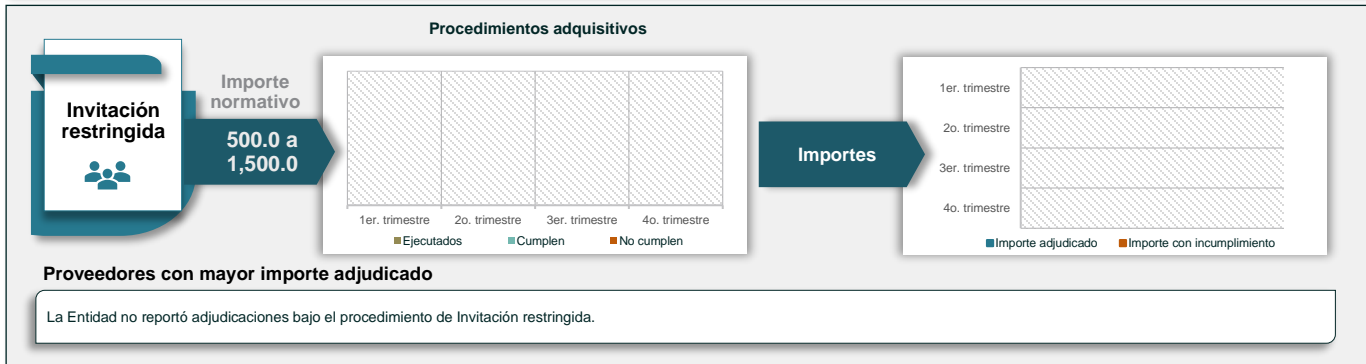 Procedimientos adquisitivos
Invitación
restringida
Importe
normativo
500.0 a
1,500.0
1er. trimestre 2o. trimestre 3er. trimestre 4o. trimestre
Ejecutados Cumplen No cumplen
Importes
1er. trimestre
2o. trimestre
3er. trimestre
4o. trimestre
Importe adjudicado Importe con incumplimiento
Proveedores con mayor importe adjudicado
La Entidad no reportó adjudicaciones bajo el procedimiento de Invitación restringida.